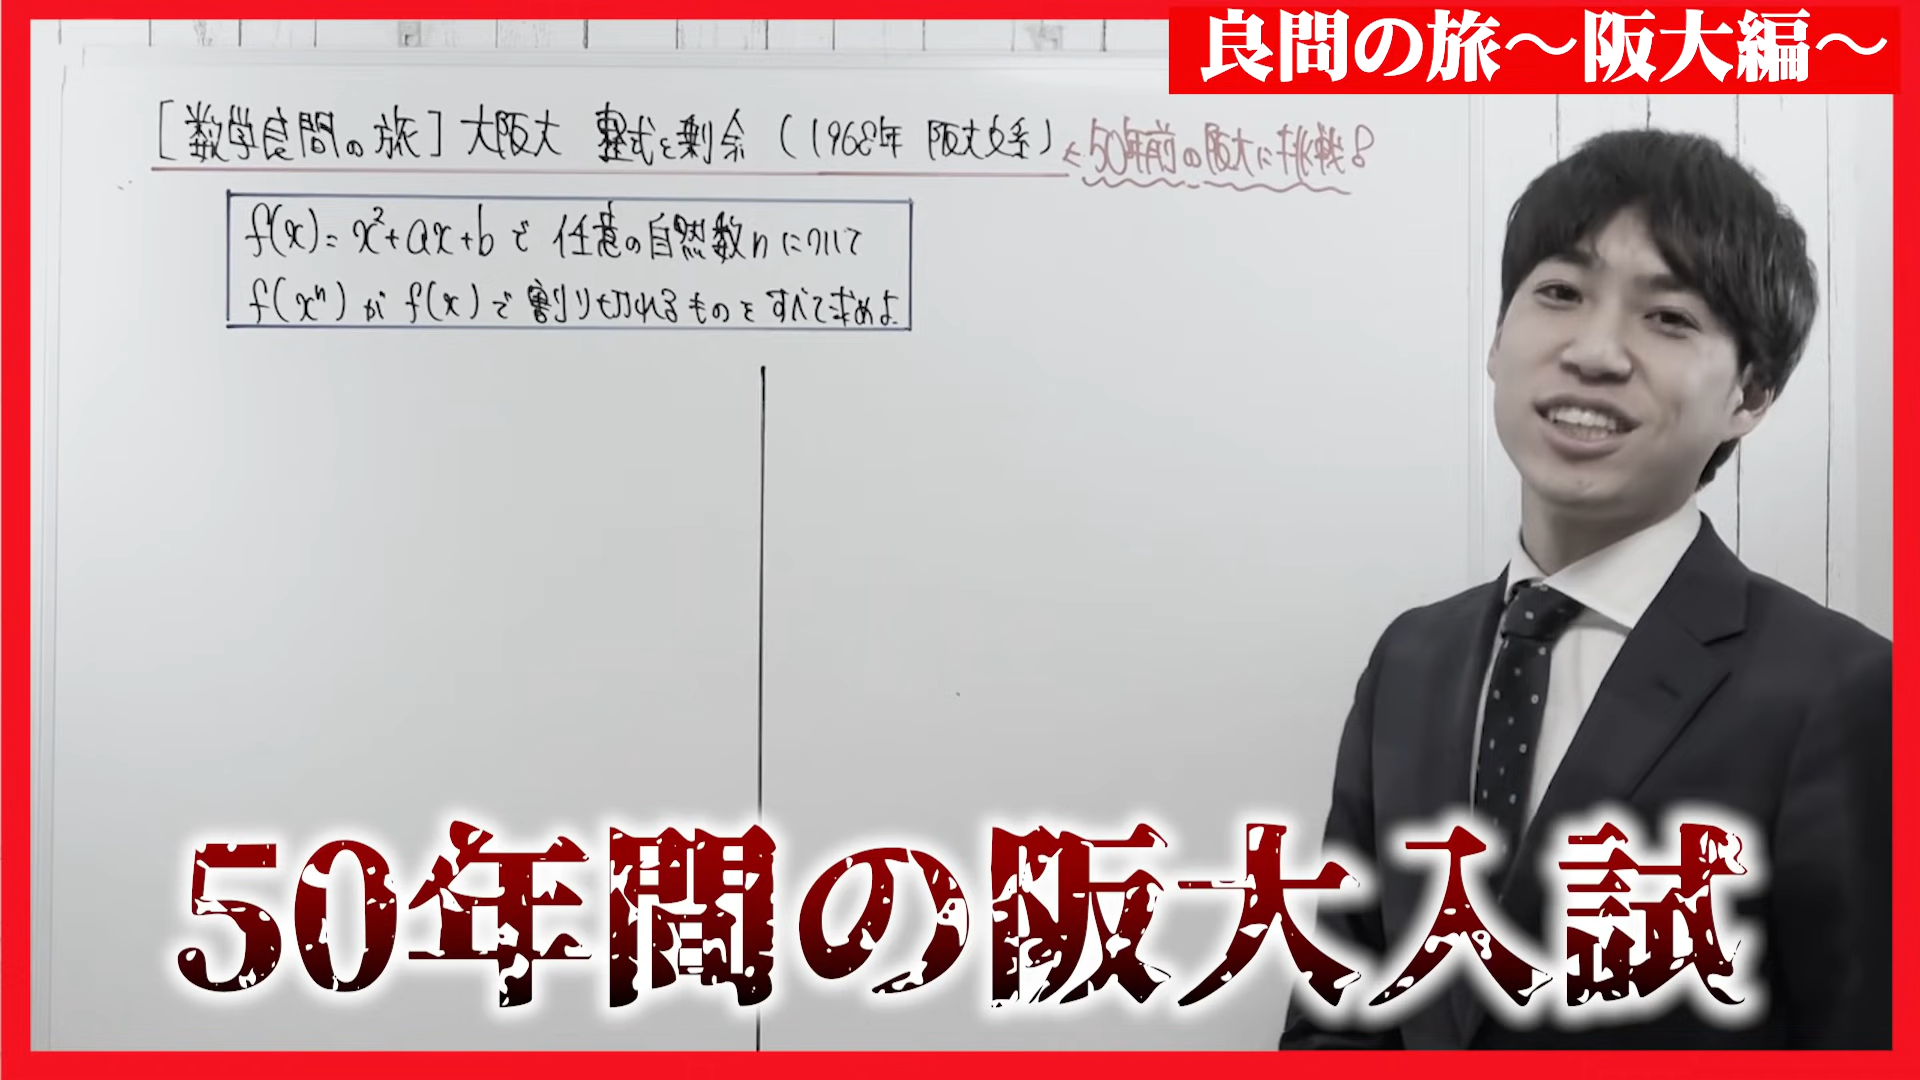 良問の旅～阪大編～
[数学良問の旅] 大阪大 整式と剰余 (1968年 阪大文系) ← 50年前の阪大に挑戦!
f(x)=x²+ax+bで 任意の自然数nについて
f(xⁿ)が f(x)で割り切れるものをすべて求めよ.
50年間の阪大入試